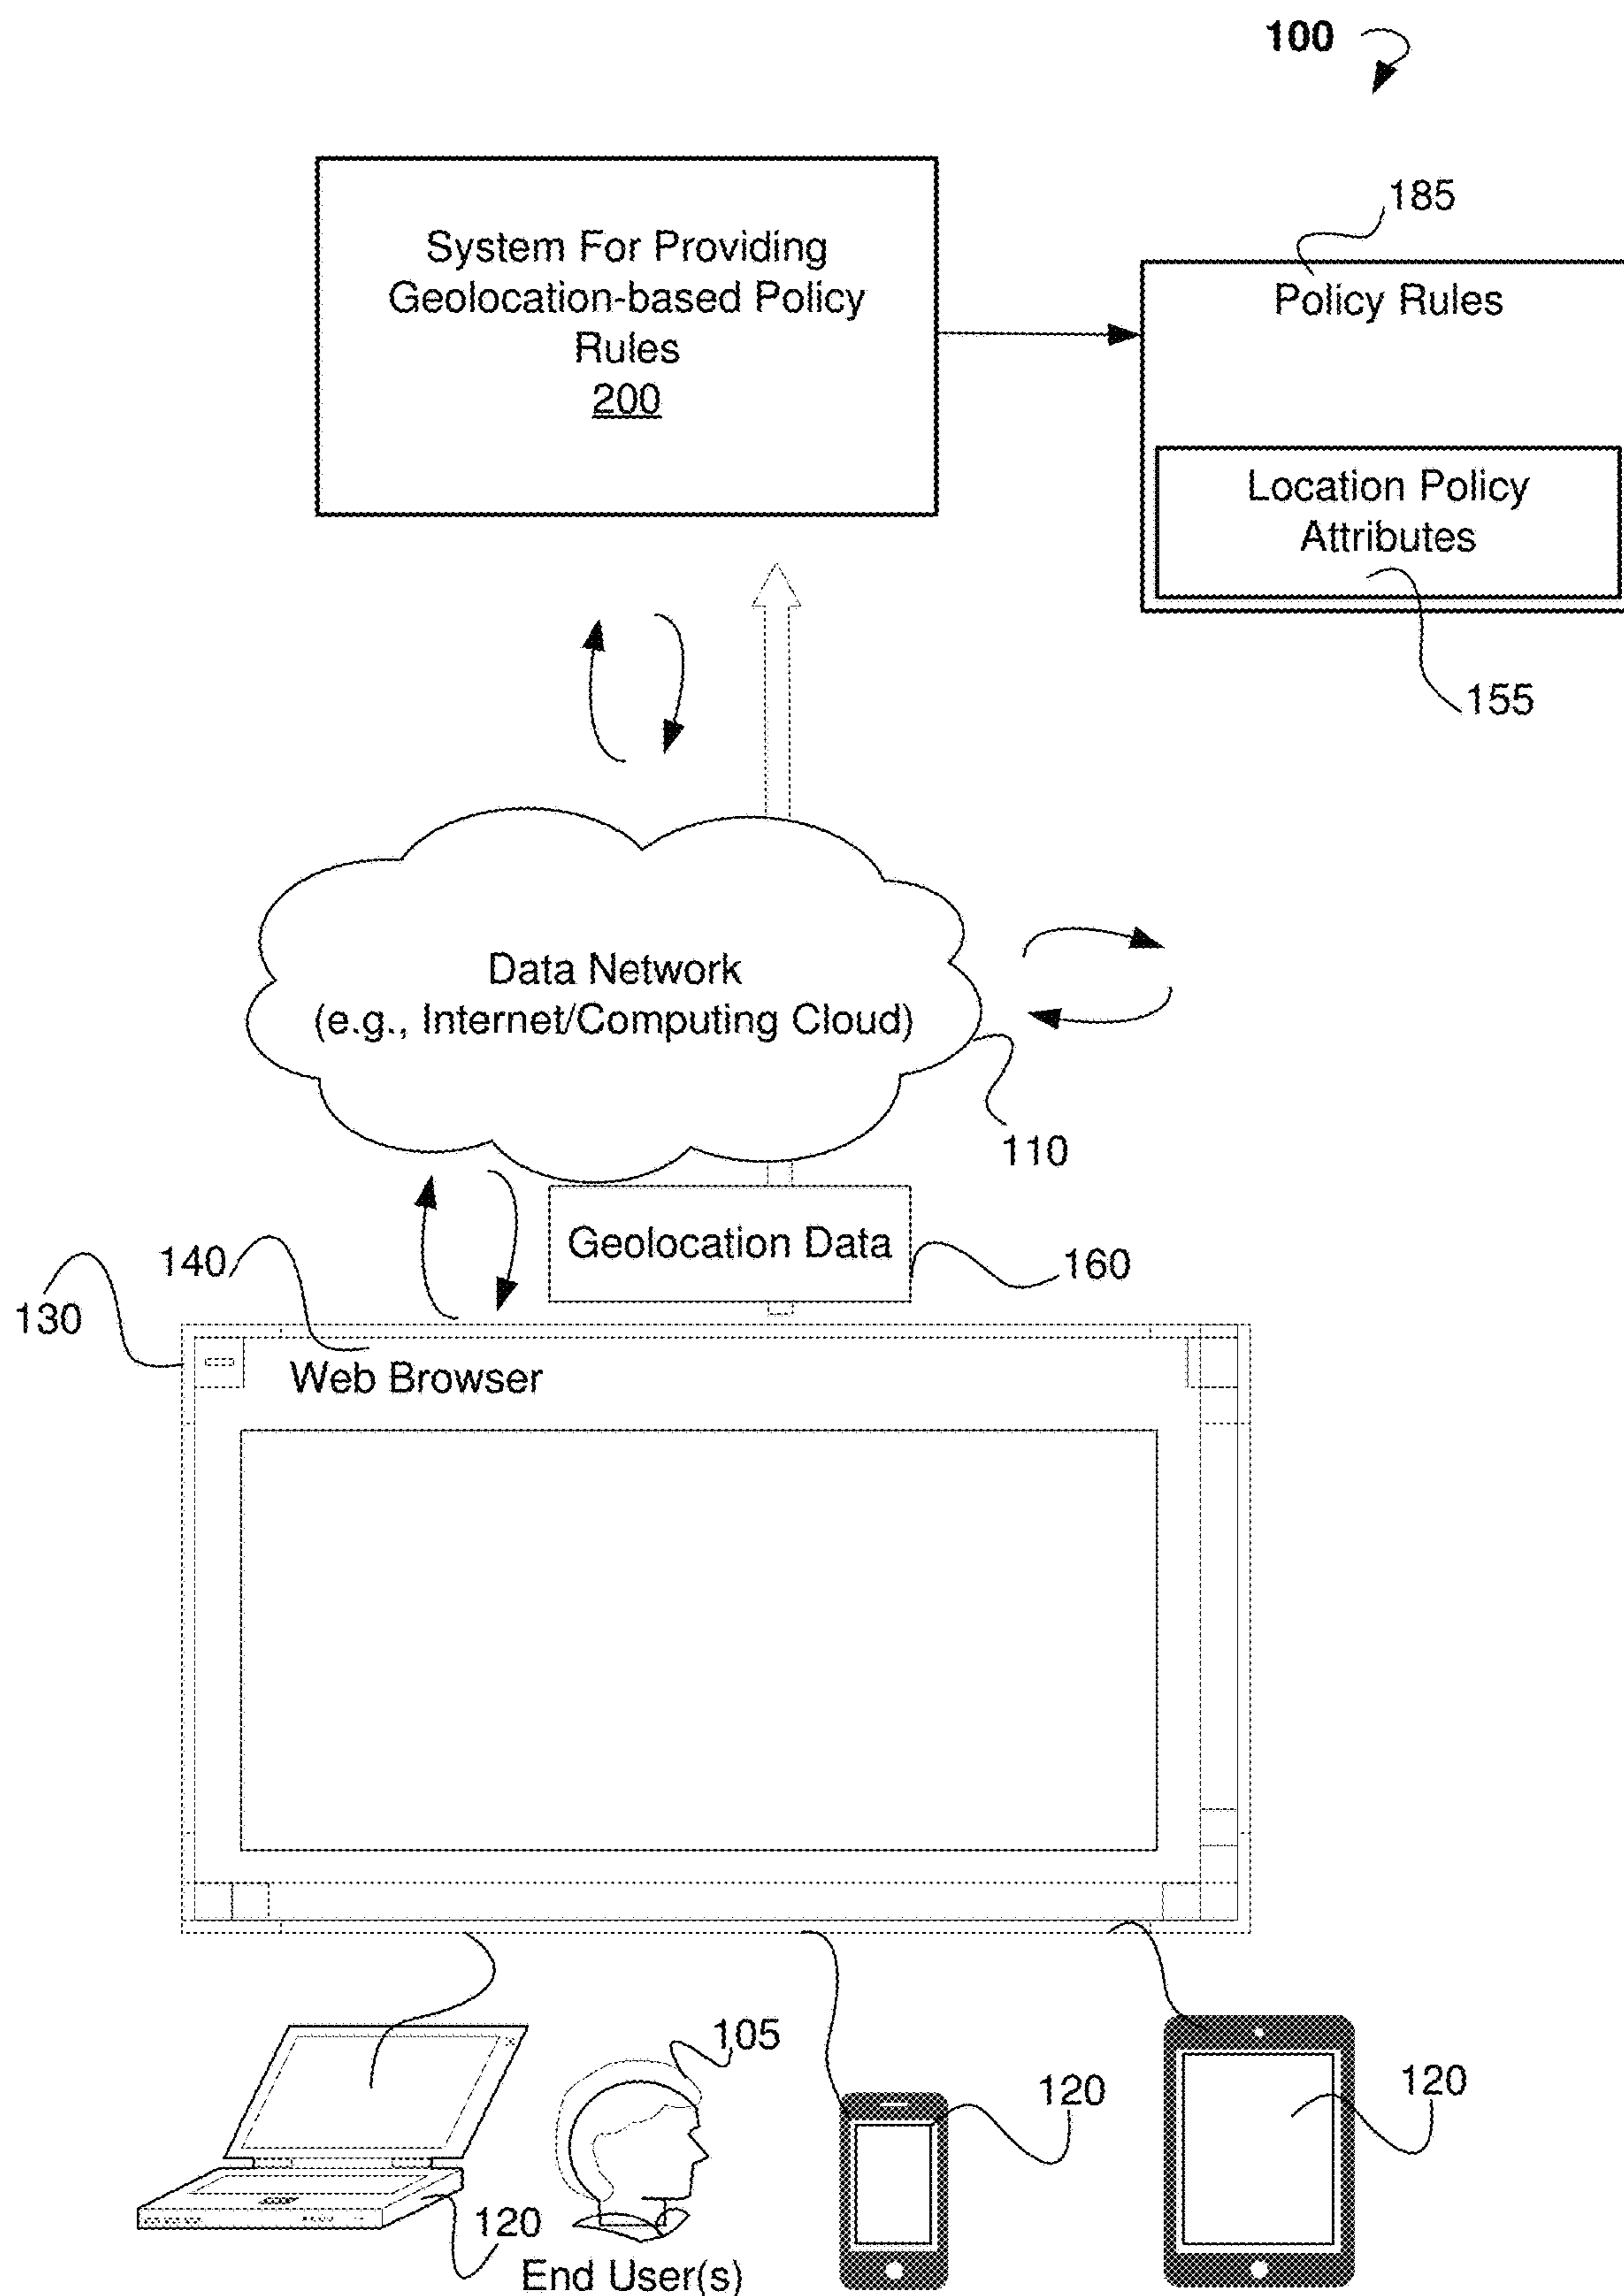 100
System For Providing
Geolocation-based Policy
Rules
200
185
Policy Rules
Location Policy
Attributes
155
Data Network
(e.g., Internet/Computing Cloud)
110
Geolocation Data
160
140
130
Web Browser
105
120
120
120
End User(s)